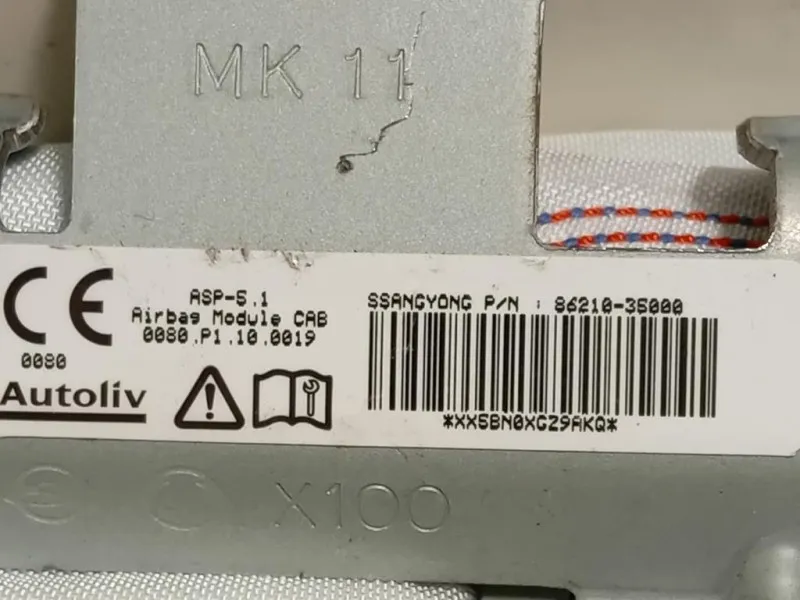 MK 11
CE
0080
Autoliv
ASP-5.1
Airbag Module CAB
0080.P1.10.0019
SSANGYONG P/N : 86210-35000
*XX5BN0XGZ9AKQ*
X100